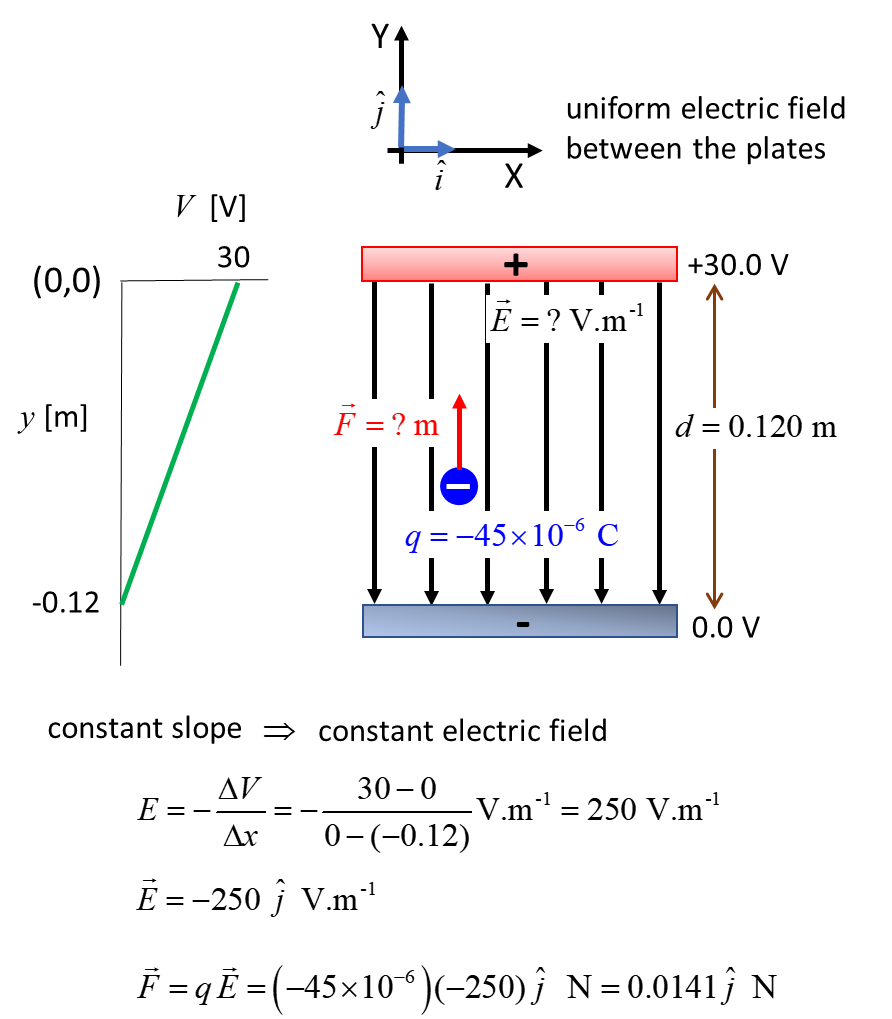 Y
ĵ
î
X
uniform electric field
between the plates
V [V]
30
(0,0)
y [m]
-0.12
+
+30.0 V
E⃗ = ? V.m⁻¹
F⃗ = ? m
d = 0.120 m
−
q = −45×10⁻⁶ C
-
0.0 V
constant slope ⇒ constant electric field
E = −ΔV/Δx = −(30−0)/(0−(−0.12)) V.m⁻¹ = 250 V.m⁻¹
E⃗ = −250 ĵ V.m⁻¹
F⃗ = q E⃗ = (−45×10⁻⁶)(−250) ĵ N = 0.0141 ĵ N